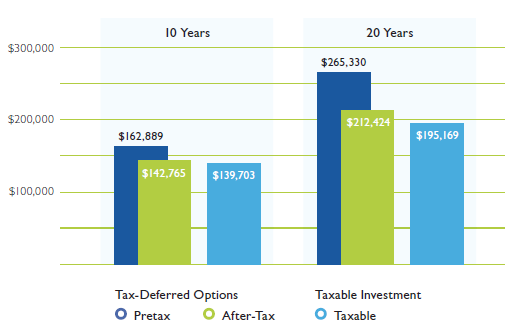 10 Years
20 Years
$300,000
$265,330
$200,000
$212,424
$195,169
$162,889
$142,765
$139,703
$100,000
Tax-Deferred Options
Taxable Investment
Pretax
After-Tax
Taxable